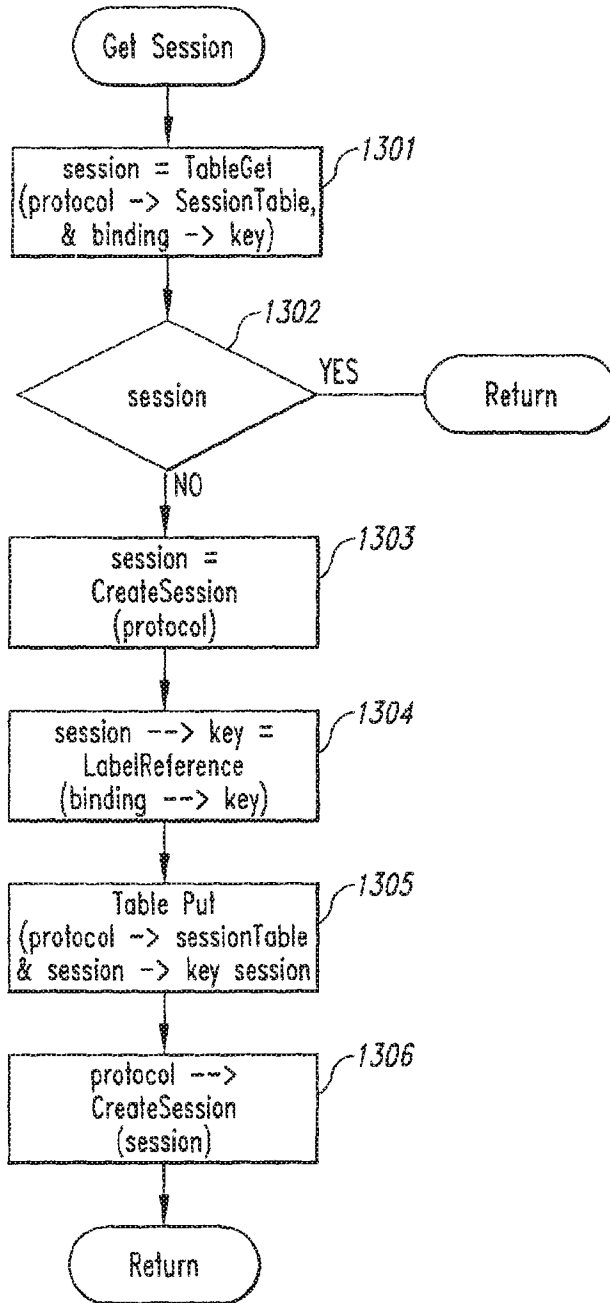 Get Session
1301
session = TableGet
(protocol -> SessionTable,
& binding -> key)
1302
session
YES
Return
NO
1303
session =
CreateSession
(protocol)
1304
session --> key =
LabelReference
(binding --> key)
1305
Table Put
(protocol -> sessionTable
& session -> key session
1306
protocol -->
CreateSession
(session)
Return